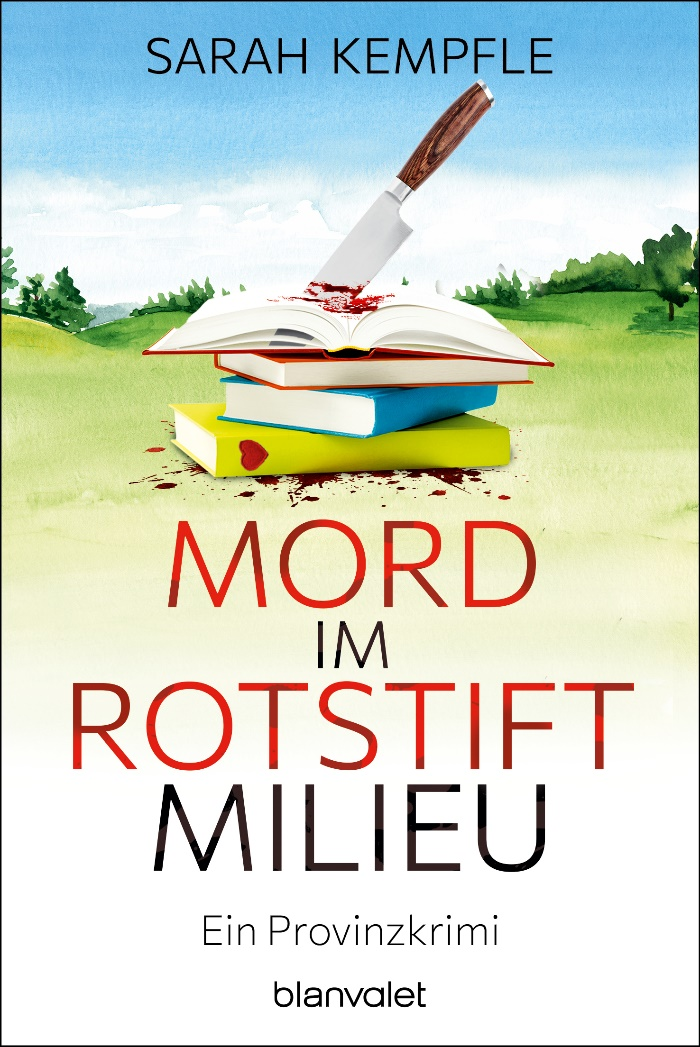 SARAH KEMPFLE
MORD
IM
ROTSTIFT
MILIEU
Ein Provinzkrimi
blanvalet